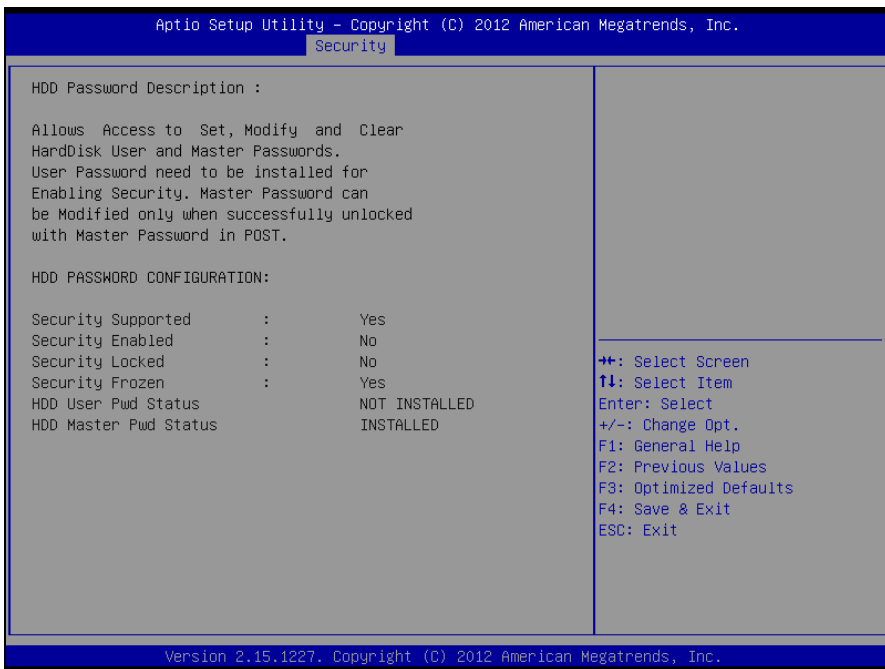 Aptio Setup Utility – Copyright (C) 2012 American Megatrends, Inc.
Security
HDD Password Description :
Allows Access to Set, Modify and Clear
HardDisk User and Master Passwords.
User Password need to be installed for
Enabling Security. Master Password can
be Modified only when successfully unlocked
with Master Password in POST.
HDD PASSWORD CONFIGURATION:
Security Supported : Yes
Security Enabled : No
Security Locked : No
Security Frozen : Yes
HDD User Pwd Status NOT INSTALLED
HDD Master Pwd Status INSTALLED
→←: Select Screen
↑↓: Select Item
Enter: Select
+/-: Change Opt.
F1: General Help
F2: Previous Values
F3: Optimized Defaults
F4: Save & Exit
ESC: Exit
Version 2.15.1227. Copyright (C) 2012 American Megatrends, Inc.